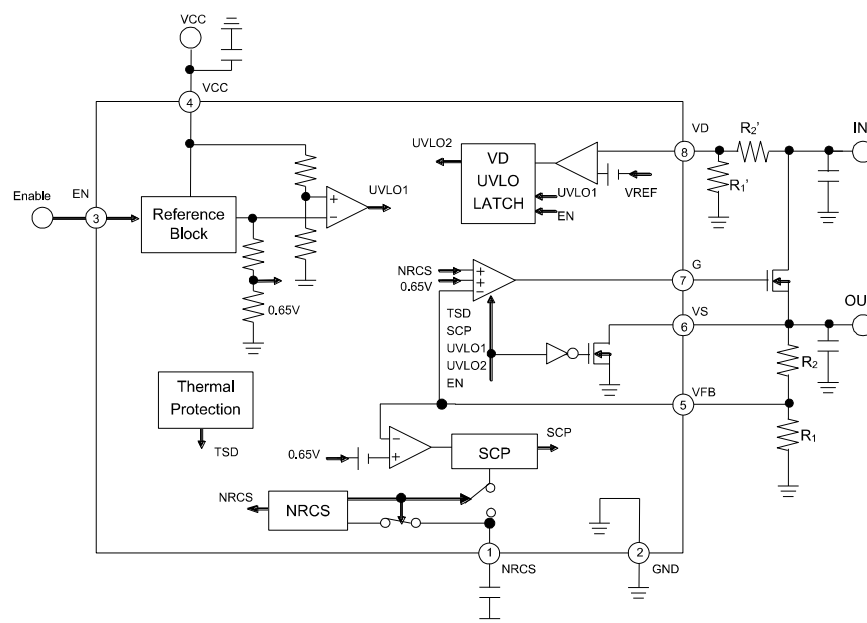 VCC
VCC
4
VD
R2’
IN
8
UVLO2
VD
UVLO
LATCH
R1’
VREF
UVLO1
EN
EN
Enable
3
Reference
Block
UVLO1
0.65V
NRCS
0.65V
G
7
OUT
VS
6
TSD
SCP
UVLO1
UVLO2
EN
R2
Thermal
Protection
TSD
VFB
5
R1
0.65V
SCP
SCP
NRCS
NRCS
1
NRCS
2
GND